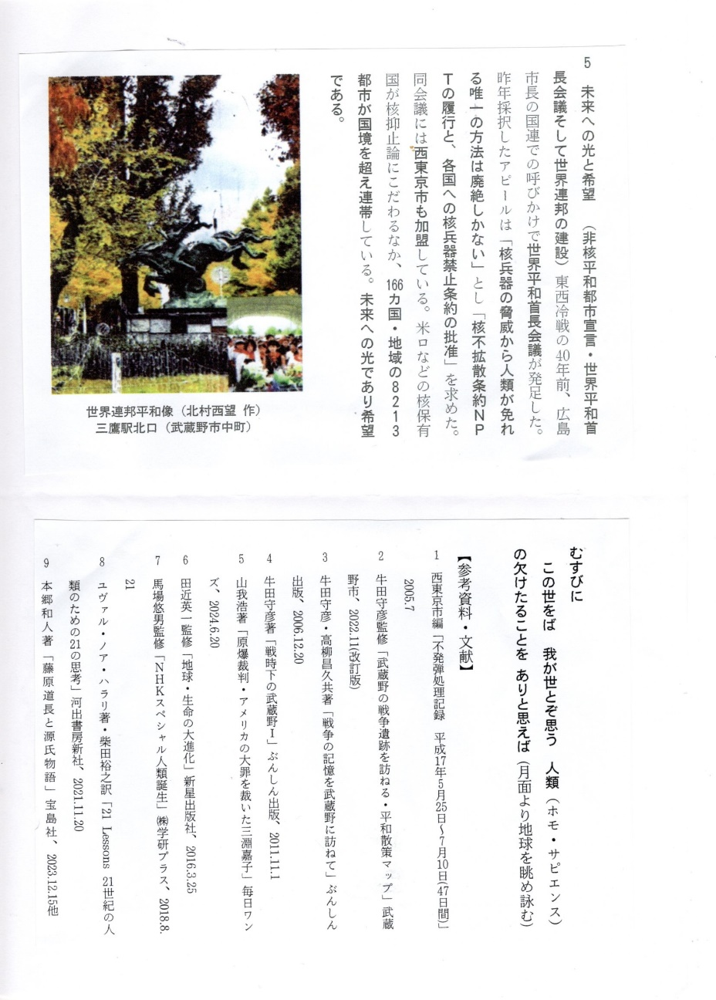 5　未来への光と希望　（非核平和都市宣言・世界平和首
長会議そして世界連邦の建設）東西冷戦の40年前、広島
市長の国連での呼びかけで世界平和首長会議が発足した。
昨年採択したアピールは「核兵器の脅威から人類が免れ
る唯一の方法は廃絶しかない」とし「核不拡散条約NP
Tの履行と、各国への核兵器禁止条約の批准」を求めた。
同会議には西東京市も加盟している。米ロなどの核保有
国が核抑止論にこだわるなか、166カ国・地域の8213
都市が国境を超え連帯している。未来への光であり希望
である。
世界連邦平和像（北村西望 作）
三鷹駅北口（武蔵野市中町）
むすびに
この世をば　我が世とぞ思う　人類（ホモ・サピエンス）
の欠けたることを ありと思えば（月面より地球を眺め詠む）
【参考資料・文献】
1　西東京市編「不発弾処理記録　平成17年5月25日～7月10日(47日間)」
2005.7
2　牛田守彦監修「武蔵野の戦争遺跡を訪ねる・平和散策マップ」武蔵
野市、2022.11(改訂版)
3　牛田守彦・高柳昌久共著「戦争の記憶を武蔵野に訪ねて」ぶんしん
出版、2006.12.20
4　牛田守彦著「戦時下の武蔵野Ⅰ」ぶんしん出版、2011.11.1
5　山我浩著「原爆裁判・アメリカの大罪を裁いた三淵嘉子」毎日ワン
ズ、2024.6.20
6　田近英一監修「地球・生命の大進化」新星出版社、2016.3.25
7　馬場悠男監修「NHKスペシャル人類誕生」㈱学研プラス、2018.8.
21
8　ユヴァル・ノア・ハラリ著・柴田裕之訳「21 Lessons 21世紀の人
類のための21の思考」河出書房新社、2021.11.20
9　本郷和人著「藤原道長と源氏物語」宝島社、2023.12.15他